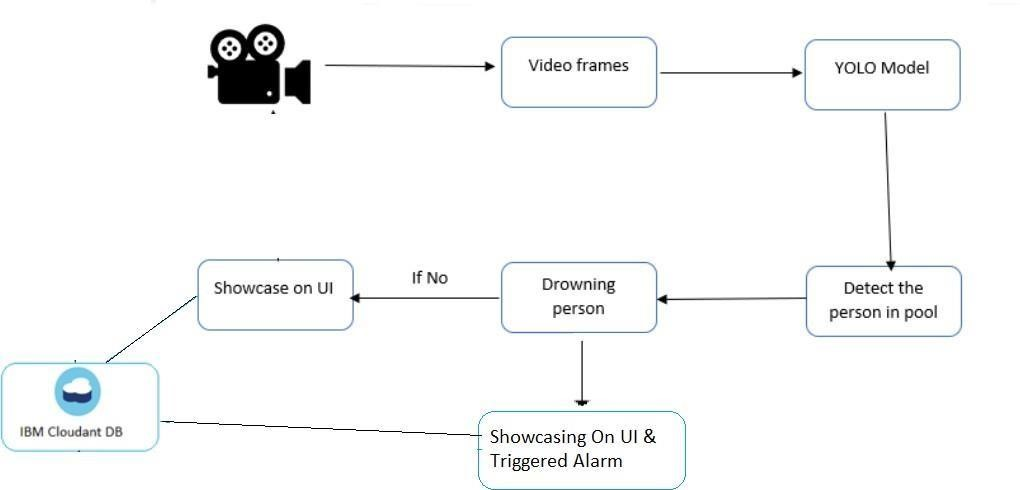 Video frames
YOLO Model
Showcase on UI
If No
Drowning
person
Detect the
person in pool
IBM Cloudant DB
Showcasing On UI &
Triggered Alarm